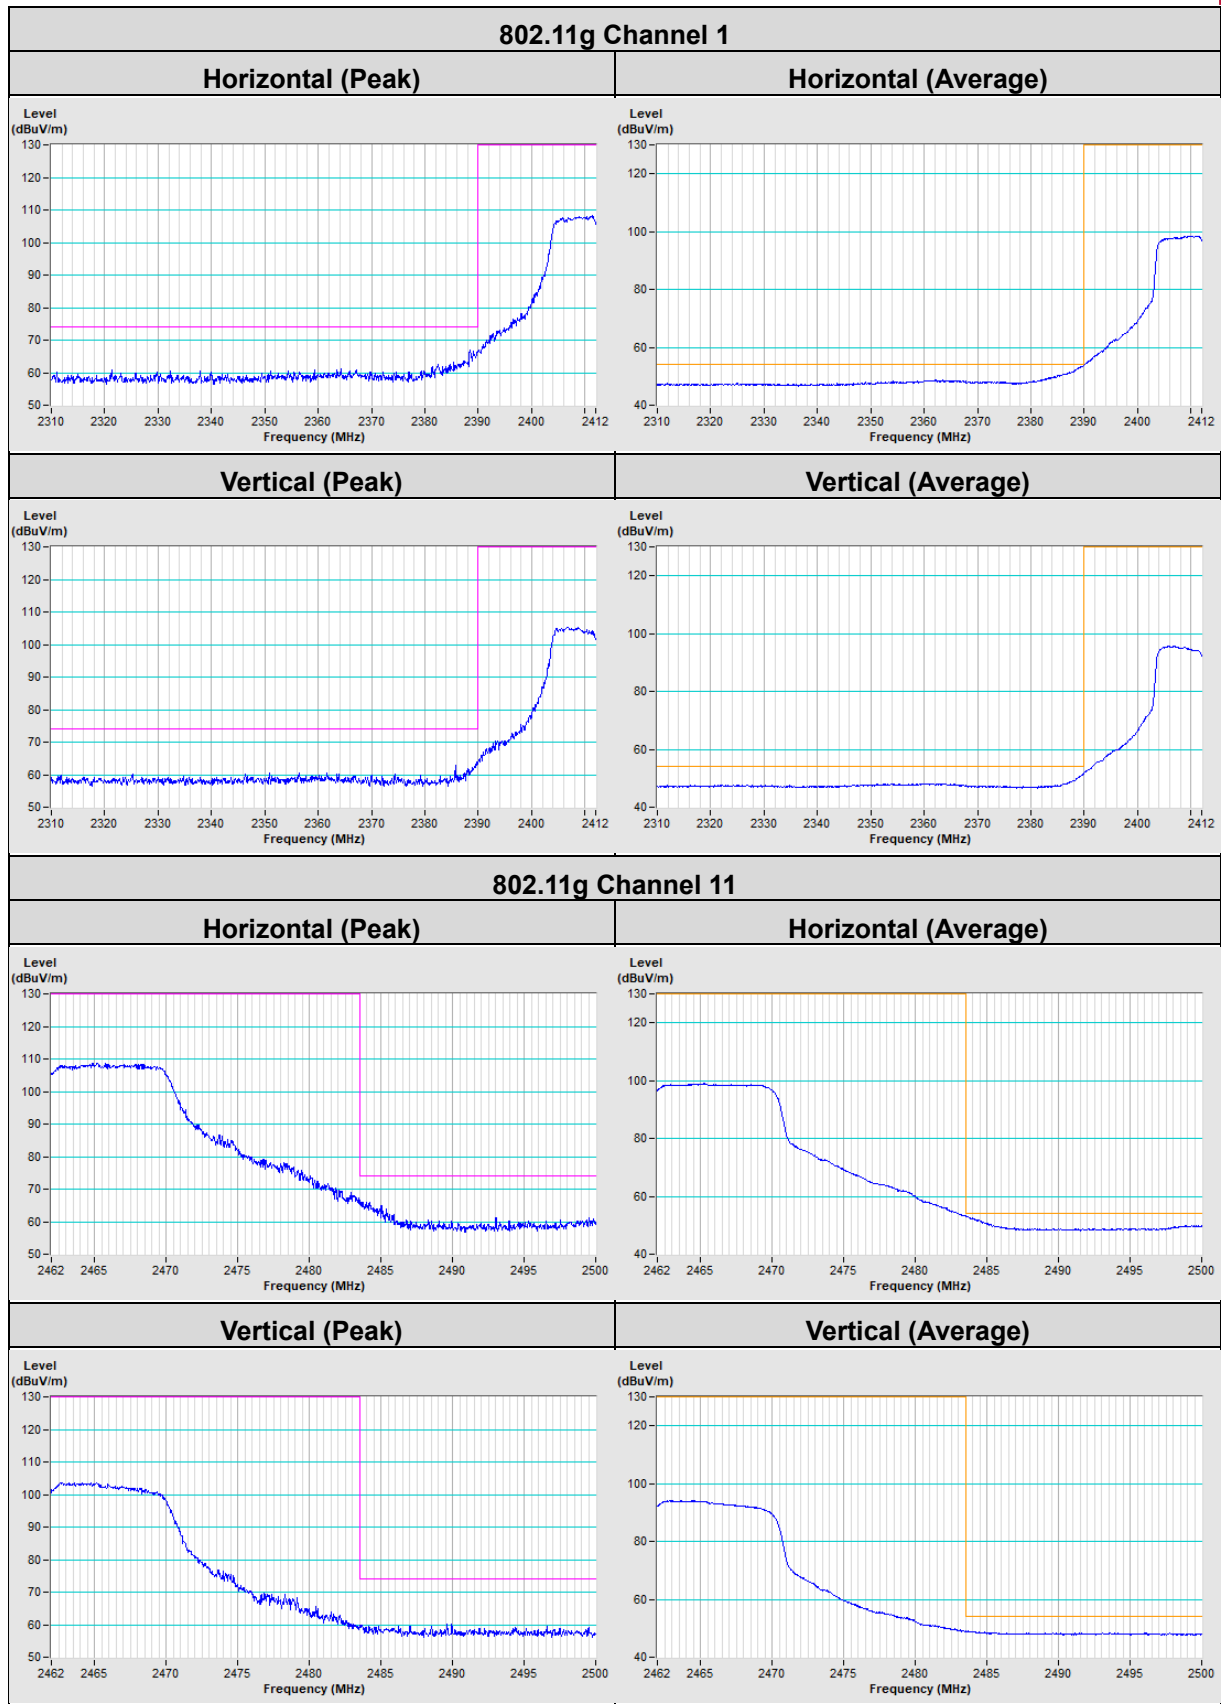 802.11g Channel 1
Horizontal (Peak)
Horizontal (Average)
Level
(dBuV/m)
130
120
110
100
90
80
70
60
50
2310 2320 2330 2340 2350 2360 2370 2380 2390 2400 2412
Frequency (MHz)
Level
(dBuV/m)
130
120
100
80
60
40
2310 2320 2330 2340 2350 2360 2370 2380 2390 2400 2412
Frequency (MHz)
Vertical (Peak)
Vertical (Average)
Level
(dBuV/m)
130
120
110
100
90
80
70
60
50
2310 2320 2330 2340 2350 2360 2370 2380 2390 2400 2412
Frequency (MHz)
Level
(dBuV/m)
130
120
100
80
60
40
2310 2320 2330 2340 2350 2360 2370 2380 2390 2400 2412
Frequency (MHz)
802.11g Channel 11
Horizontal (Peak)
Horizontal (Average)
Level
(dBuV/m)
130
120
110
100
90
80
70
60
50
2462 2465 2470 2475 2480 2485 2490 2495 2500
Frequency (MHz)
Level
(dBuV/m)
130
120
100
80
60
40
2462 2465 2470 2475 2480 2485 2490 2495 2500
Frequency (MHz)
Vertical (Peak)
Vertical (Average)
Level
(dBuV/m)
130
120
110
100
90
80
70
60
50
2462 2465 2470 2475 2480 2485 2490 2495 2500
Frequency (MHz)
Level
(dBuV/m)
130
120
100
80
60
40
2462 2465 2470 2475 2480 2485 2490 2495 2500
Frequency (MHz)